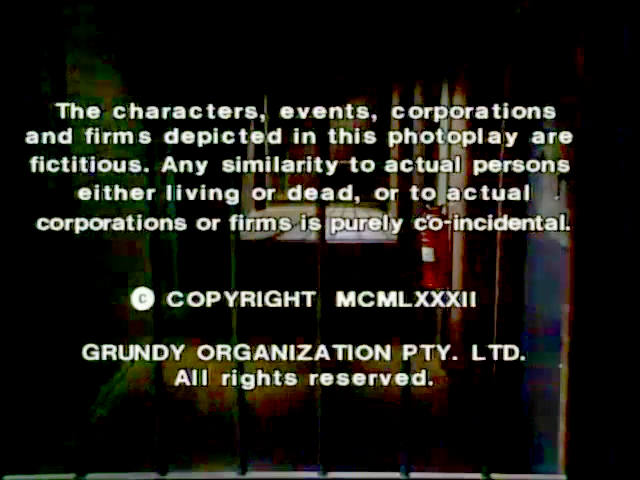 The characters, events, corporations
and firms depicted in this photoplay are
fictitious. Any similarity to actual persons
either living or dead, or to actual
corporations or firms is purely co-incidental.
© COPYRIGHT MCMLXXXII
GRUNDY ORGANIZATION PTY. LTD.
All rights reserved.